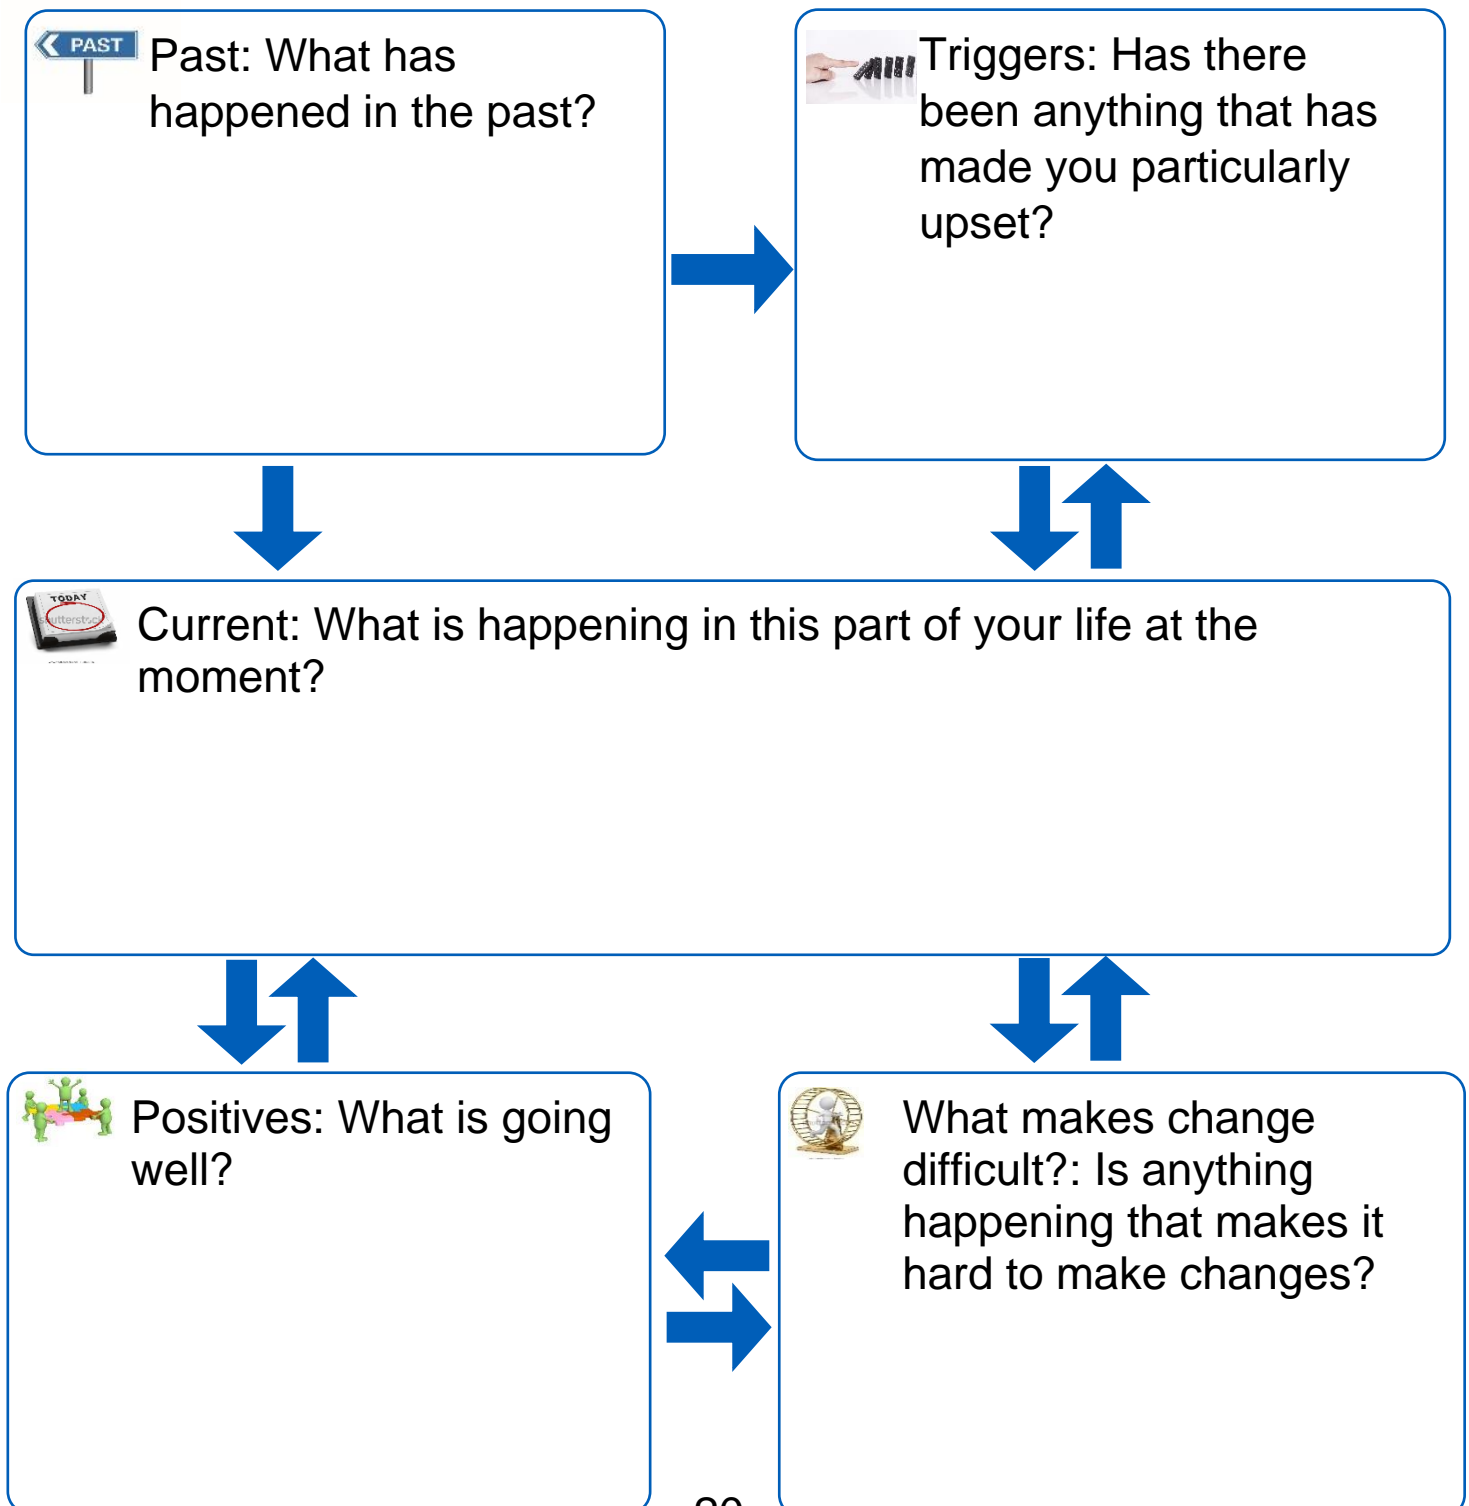 PAST
Past: What has
happened in the past?
Triggers: Has there
been anything that has
made you particularly
upset?
TODAY
Current: What is happening in this part of your life at the
moment?
Positives: What is going
well?
What makes change
difficult?: Is anything
happening that makes it
hard to make changes?